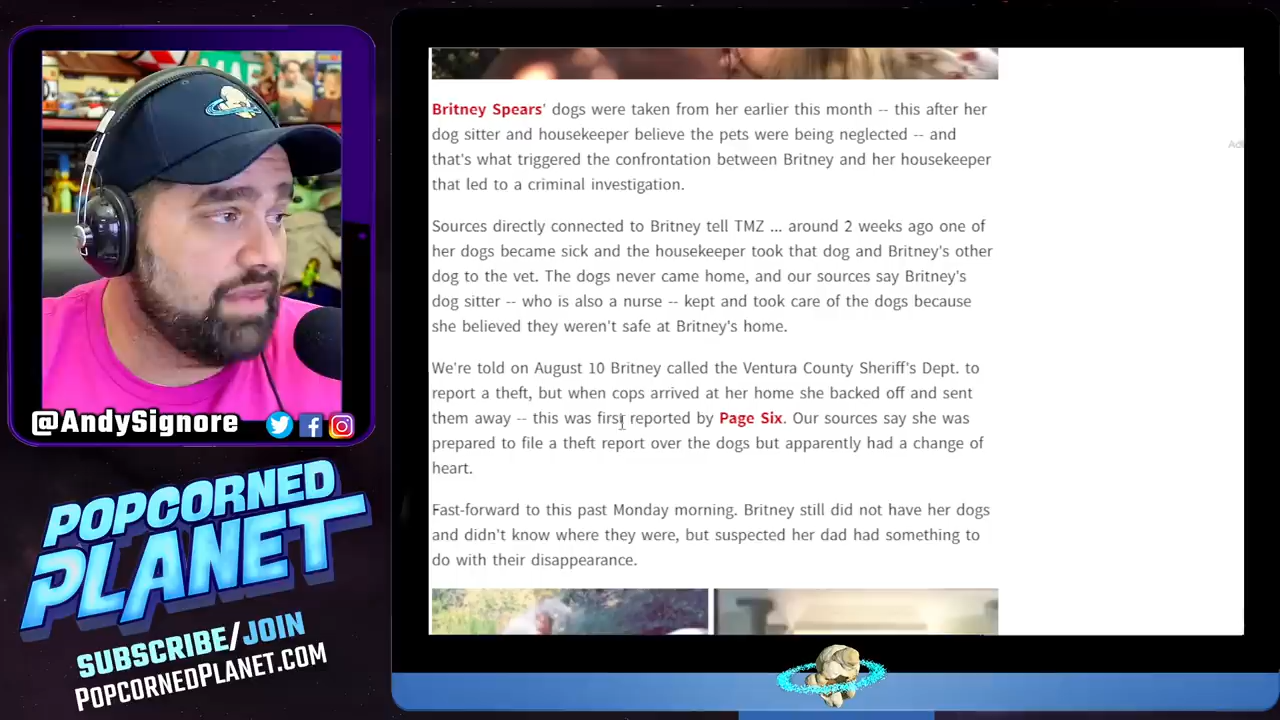 Britney Spears' dogs were taken from her earlier this month -- this after her
dog sitter and housekeeper believe the pets were being neglected -- and
that's what triggered the confrontation between Britney and her housekeeper
that led to a criminal investigation.
Sources directly connected to Britney tell TMZ ... around 2 weeks ago one of
her dogs became sick and the housekeeper took that dog and Britney's other
dog to the vet. The dogs never came home, and our sources say Britney's
dog sitter -- who is also a nurse -- kept and took care of the dogs because
she believed they weren't safe at Britney's home.
We're told on August 10 Britney called the Ventura County Sheriff's Dept. to
report a theft, but when cops arrived at her home she backed off and sent
them away -- this was first reported by Page Six. Our sources say she was
prepared to file a theft report over the dogs but apparently had a change of
heart.
Fast-forward to this past Monday morning. Britney still did not have her dogs
and didn't know where they were, but suspected her dad had something to
do with their disappearance.
@AndySignore
POPCORNED
PLANET
SUBSCRIBE/JOIN
POPCORNEDPLANET.COM